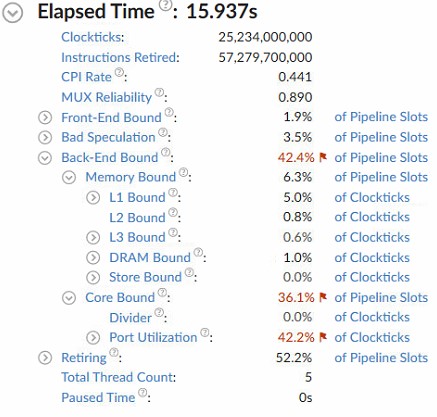 Elapsed Time ?: 15.937s
Clockticks: 25,234,000,000
Instructions Retired: 57,279,700,000
CPI Rate ?: 0.441
MUX Reliability ?: 0.890
Front-End Bound ?: 1.9% of Pipeline Slots
Bad Speculation ?: 3.5% of Pipeline Slots
Back-End Bound ?: 42.4% of Pipeline Slots
Memory Bound ?: 6.3% of Pipeline Slots
L1 Bound ?: 5.0% of Clockticks
L2 Bound ?: 0.8% of Clockticks
L3 Bound ?: 0.6% of Clockticks
DRAM Bound ?: 1.0% of Clockticks
Store Bound ?: 0.0% of Clockticks
Core Bound ?: 36.1% of Pipeline Slots
Divider ?: 0.0% of Clockticks
Port Utilization ?: 42.2% of Clockticks
Retiring ?: 52.2% of Pipeline Slots
Total Thread Count: 5
Paused Time ?: 0s